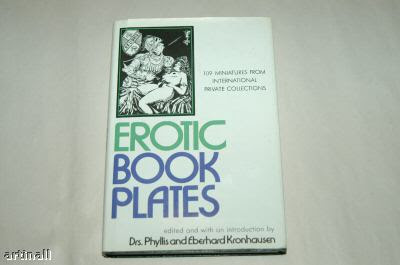 109 MINIATURES FROM
INTERNATIONAL
PRIVATE COLLECTIONS
EROTIC
BOOK
PLATES
edited and with an introduction by
Drs. Phyllis and Eberhard Kronhausen
artinall